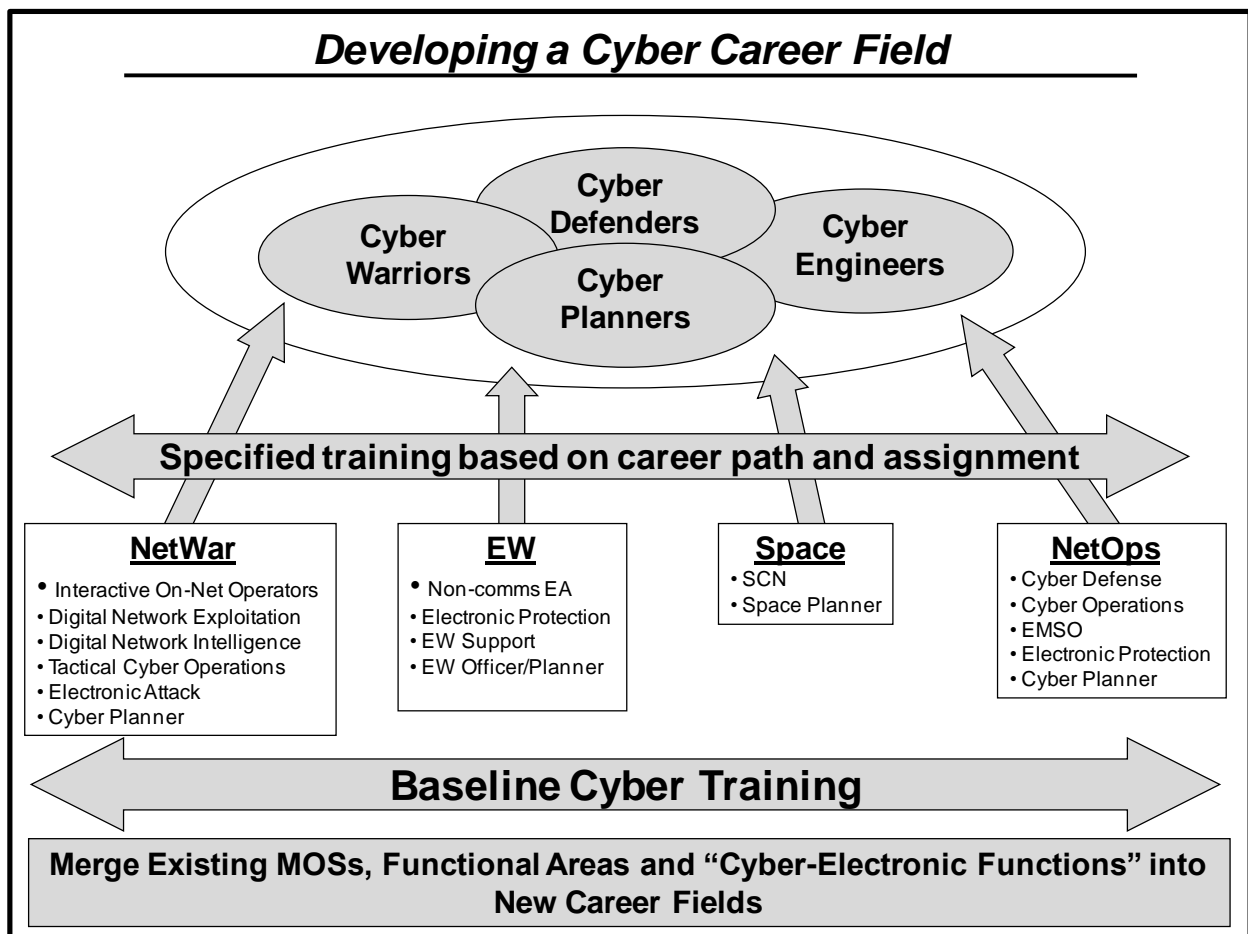 Developing a Cyber Career Field
Cyber
Defenders
Cyber
Warriors
Cyber
Engineers
Cyber
Planners
Specified training based on career path and assignment
NetWar
• Interactive On-Net Operators
• Digital Network Exploitation
• Digital Network Intelligence
• Tactical Cyber Operations
• Electronic Attack
• Cyber Planner
EW
• Non-comms EA
• Electronic Protection
• EW Support
• EW Officer/Planner
Space
• SCN
• Space Planner
NetOps
• Cyber Defense
• Cyber Operations
• EMSO
• Electronic Protection
• Cyber Planner
Baseline Cyber Training
Merge Existing MOSs, Functional Areas and “Cyber-Electronic Functions” into
New Career Fields